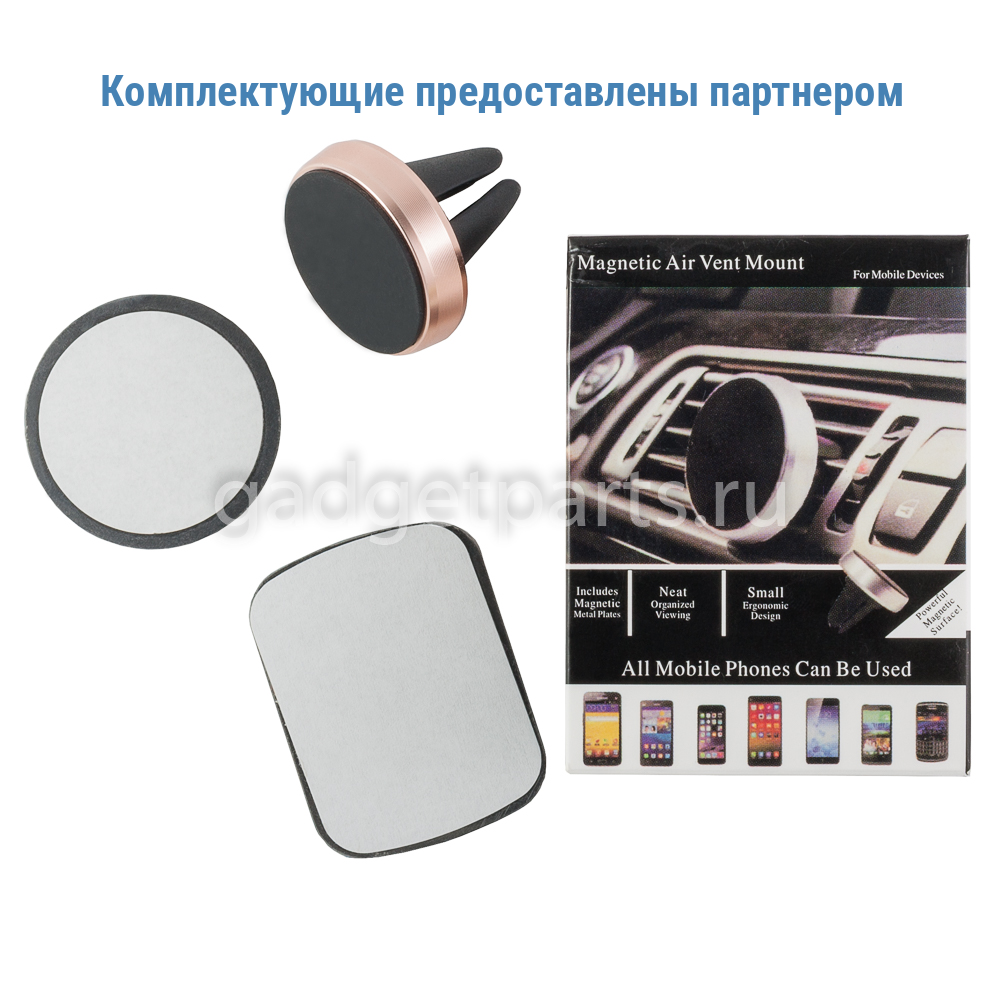 Комплектующие предоставлены партнером
Magnetic Air Vent Mount
For Mobile Devices
gadgetparts.ru
Includes
Magnetic
Metal Plates
Neat
Organized
Viewing
Small
Ergonomic
Design
Powerful
Magnetic
Surface!
All Mobile Phones Can Be Used